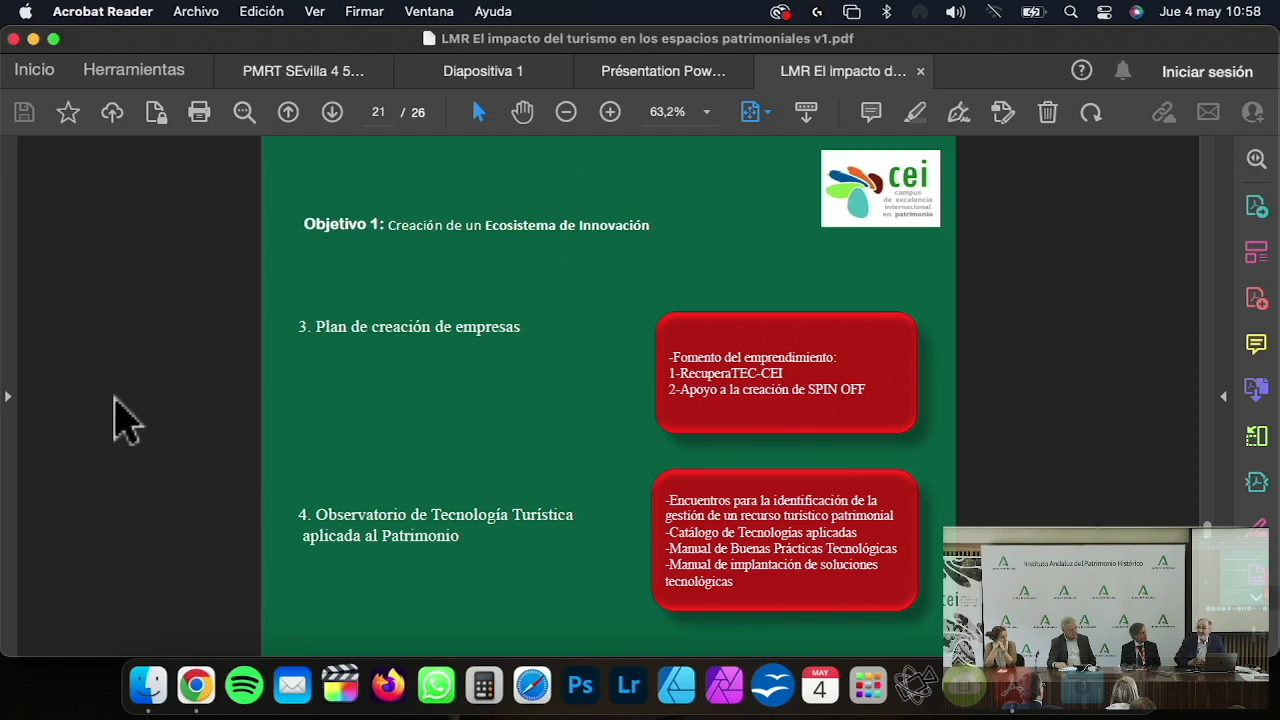 Acrobat Reader Archivo Edición Ver Firmar Ventana Ayuda Jue 4 may 10:58
LMR El impacto del turismo en los espacios patrimoniales v1.pdf
Inicio Herramientas PMRT SEvilla 4 5... Diapositiva 1 Présentation Pow... LMR El impacto d... × Iniciar sesión
21 / 26 63,2%
cei
campus
de excelencia
internacional
en patrimonio
Objetivo 1: Creación de un Ecosistema de Innovación
3. Plan de creación de empresas
-Fomento del emprendimiento:
1-RecuperaTEC-CEI
2-Apoyo a la creación de SPIN OFF
4. Observatorio de Tecnología Turística
aplicada al Patrimonio
-Encuentros para la identificación de la
gestión de un recurso turístico patrimonial
-Catálogo de Tecnologías aplicadas
-Manual de Buenas Prácticas Tecnológicas
-Manual de implantación de soluciones
tecnológicas
Instituto Andaluz del Patrimonio Histórico
cei
Ps Lr
MAY
4